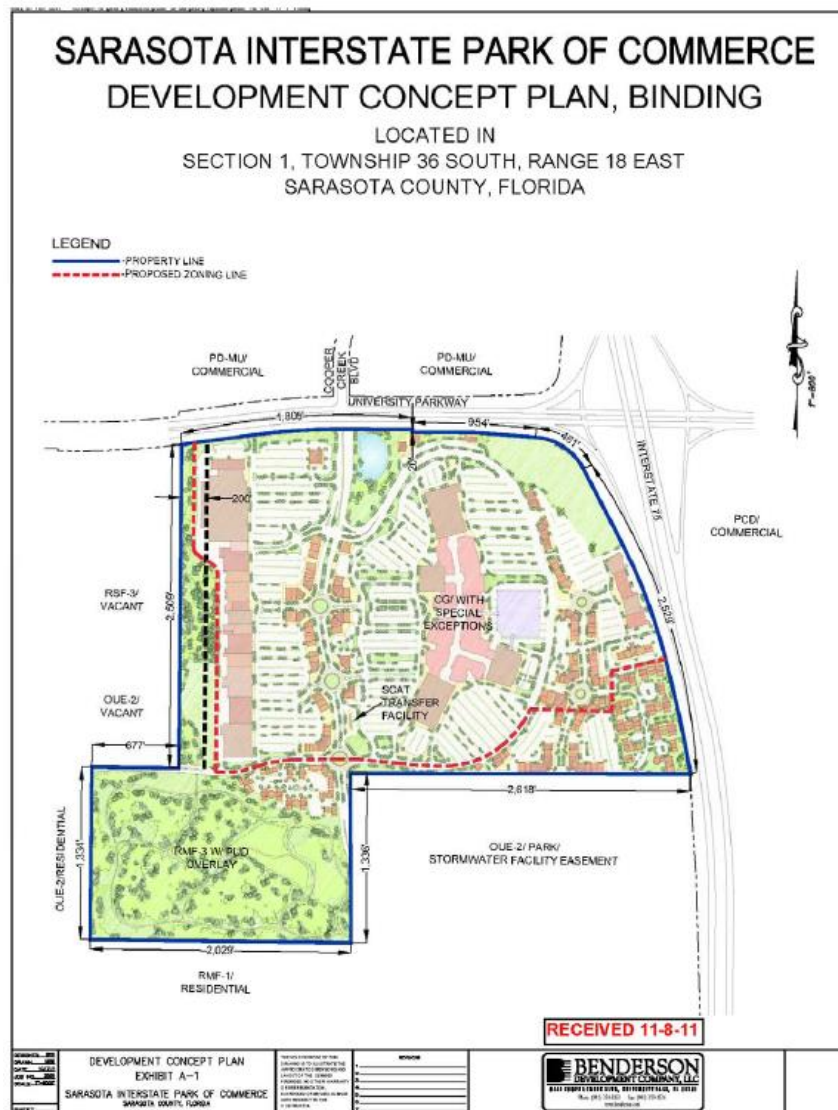 SARASOTA INTERSTATE PARK OF COMMERCE
DEVELOPMENT CONCEPT PLAN, BINDING
LOCATED IN
SECTION 1, TOWNSHIP 36 SOUTH, RANGE 18 EAST
SARASOTA COUNTY, FLORIDA
LEGEND
PROPERTY LINE
PROPOSED ZONING LINE
PD-MU/
COMMERCIAL
COOPER
CREEK
BLVD
PD-MU/
COMMERCIAL
UNIVERSITY PARKWAY
1,805'
954'
20'
INTERSTATE 75
PCD/
COMMERCIAL
200'
RSF-3/
VACANT
2,509'
CG/ WITH
SPECIAL
EXCEPTIONS
2,529'
OUE-2/
VACANT
SCAT
TRANSFER
FACILITY
677'
2,618'
OUE-2/RESIDENTIAL
1,334'
RMF-3 W/ PUD
OVERLAY
1,336'
OUE-2/ PARK/
STORMWATER FACILITY EASEMENT
2,029'
RMF-1/
RESIDENTIAL
RECEIVED 11-8-11
DEVELOPMENT CONCEPT PLAN
EXHIBIT A-1
SARASOTA INTERSTATE PARK OF COMMERCE
SARASOTA COUNTY, FLORIDA
BENDERSON
DEVELOPMENT COMPANY, LLC